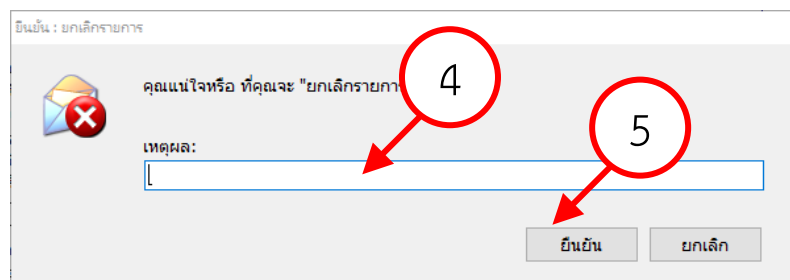 ยืนยัน : ยกเลิกรายการ
คุณแน่ใจหรือ ที่คุณจะ "ยกเลิกรายการ
4
5
เหตุผล:
ยืนยัน ยกเลิก